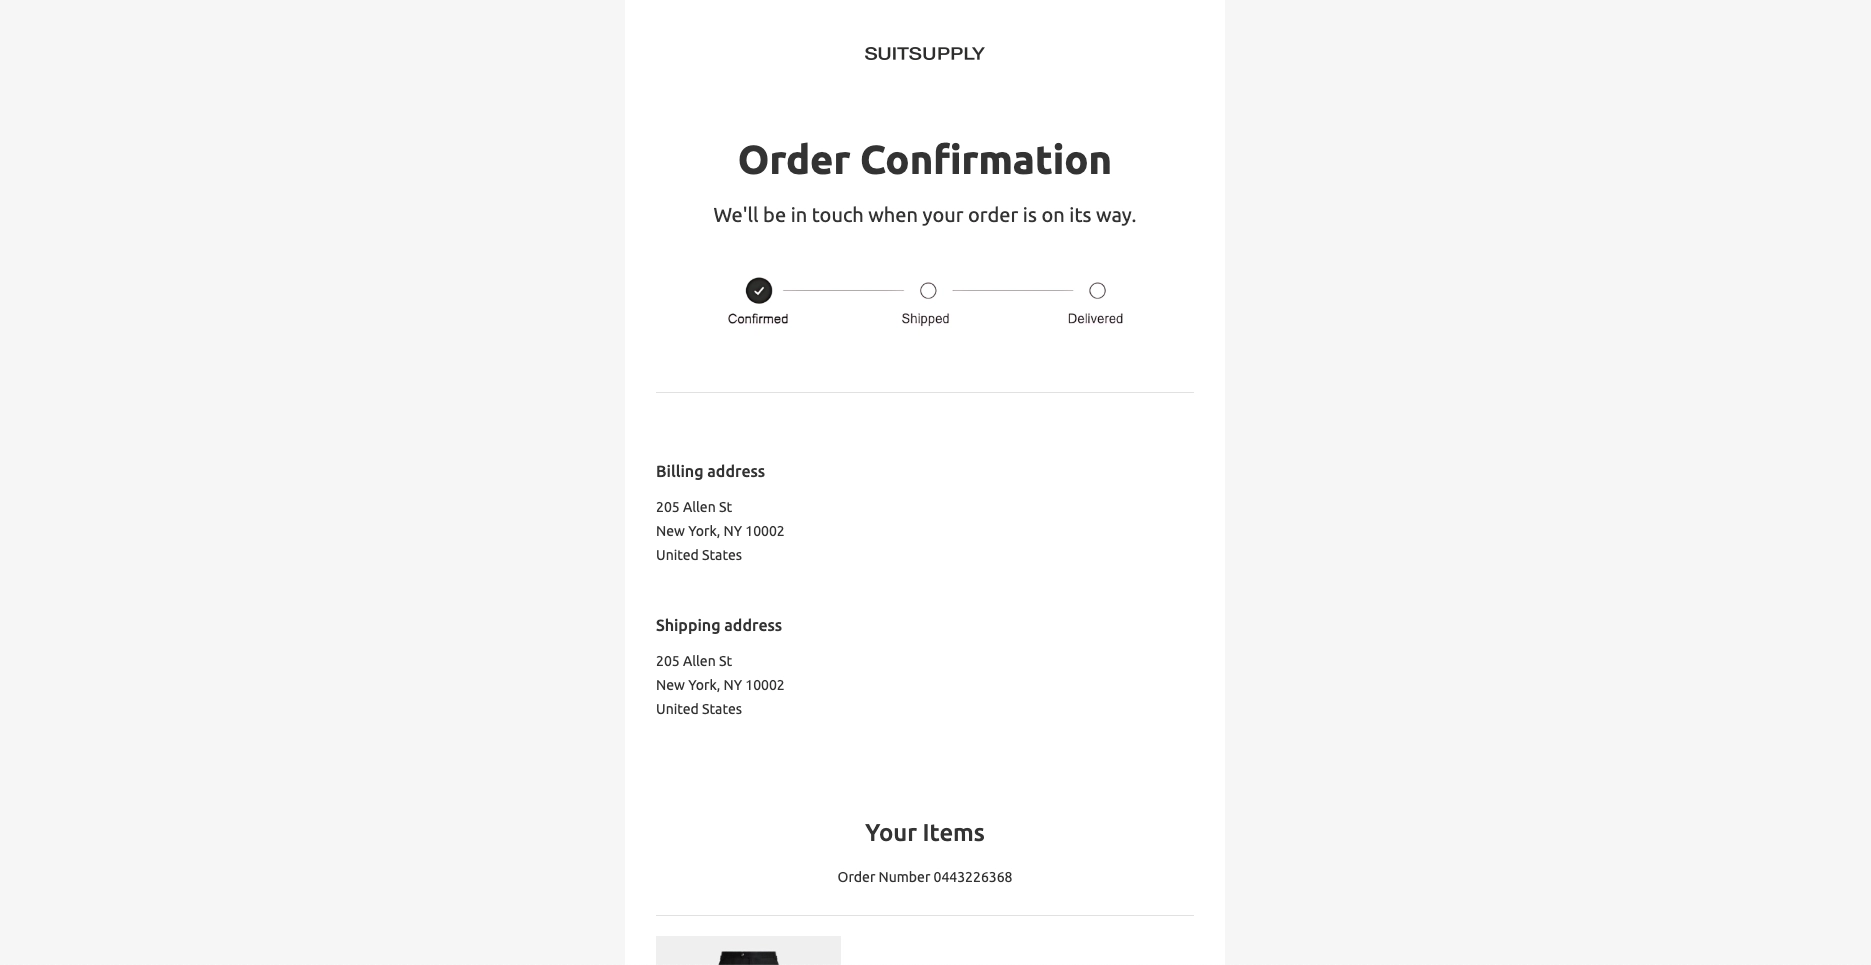 SUITSUPPLY
Order Confirmation
We'll be in touch when your order is on its way.
Confirmed
Shipped
Delivered
Billing address
205 Allen St
New York, NY 10002
United States
Shipping address
205 Allen St
New York, NY 10002
United States
Your Items
Order Number 0443226368